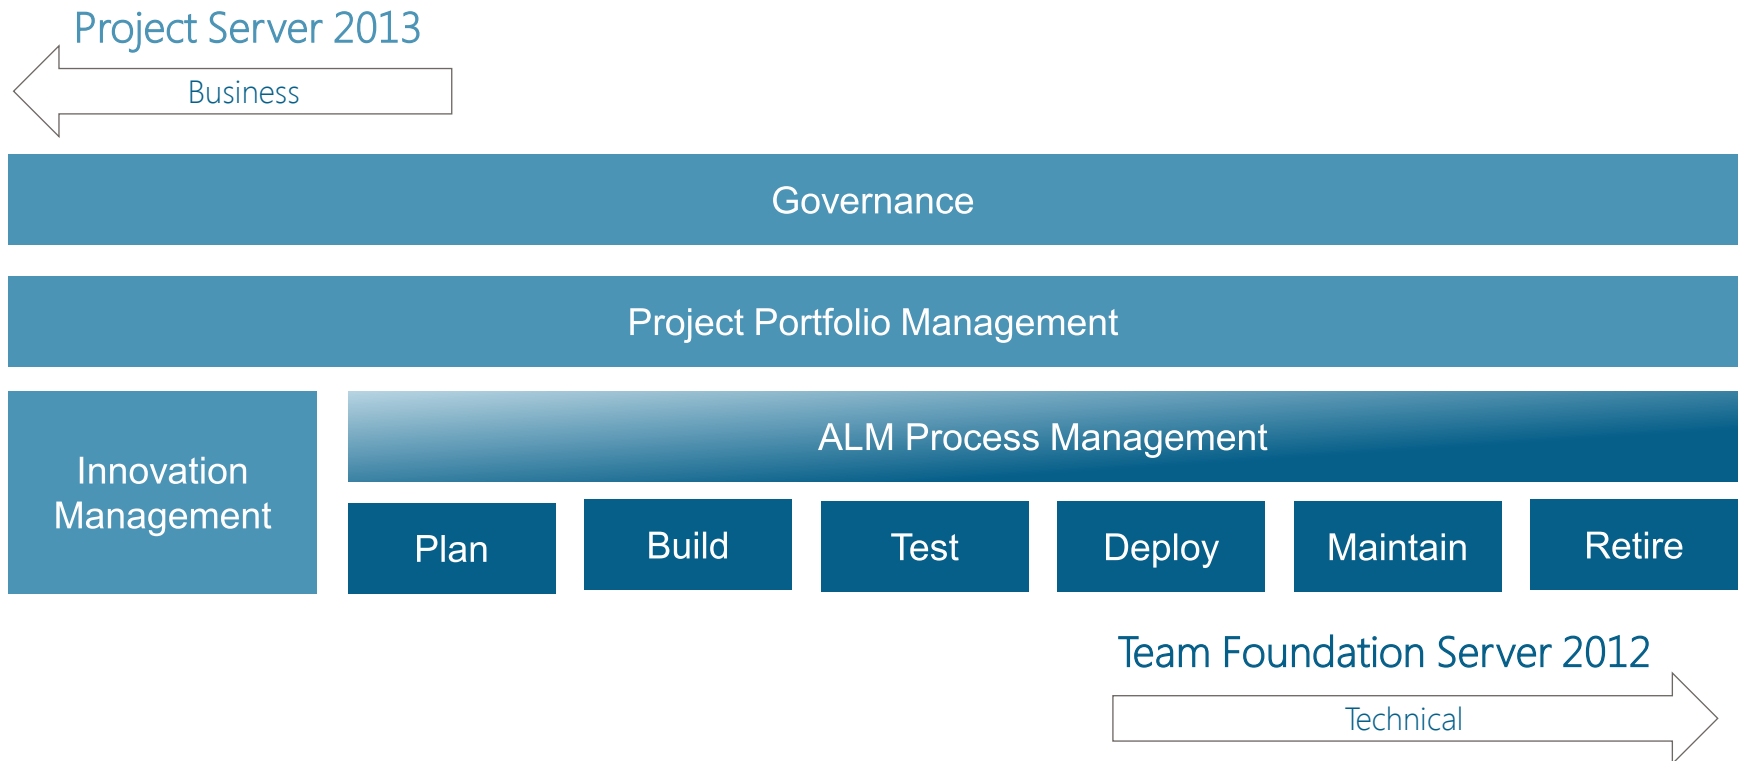 Project Server 2013
Business
Governance
Project Portfolio Management
Innovation
Management
ALM Process Management
Plan
Build
Test
Deploy
Maintain
Retire
Team Foundation Server 2012
Technical